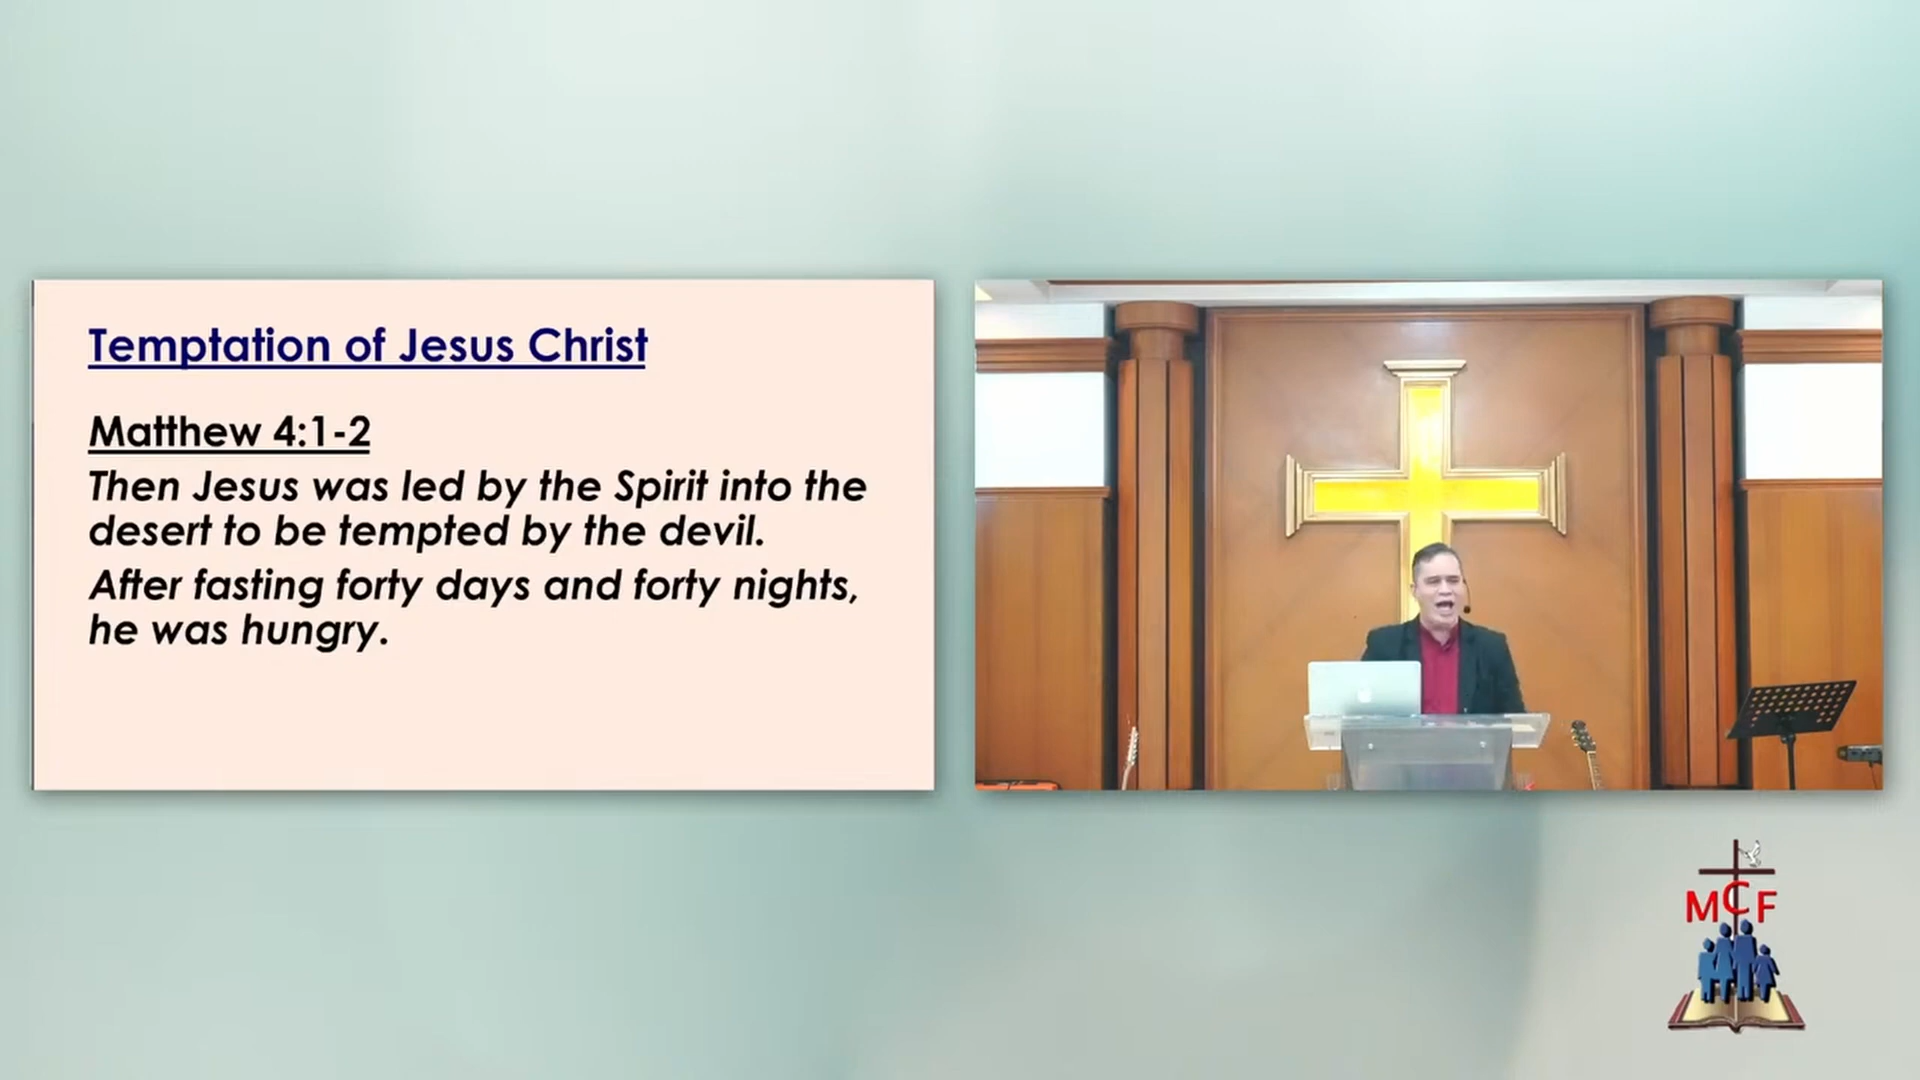 Temptation of Jesus Christ
Matthew 4:1-2
Then Jesus was led by the Spirit into the
desert to be tempted by the devil.
After fasting forty days and forty nights,
he was hungry.
MCF